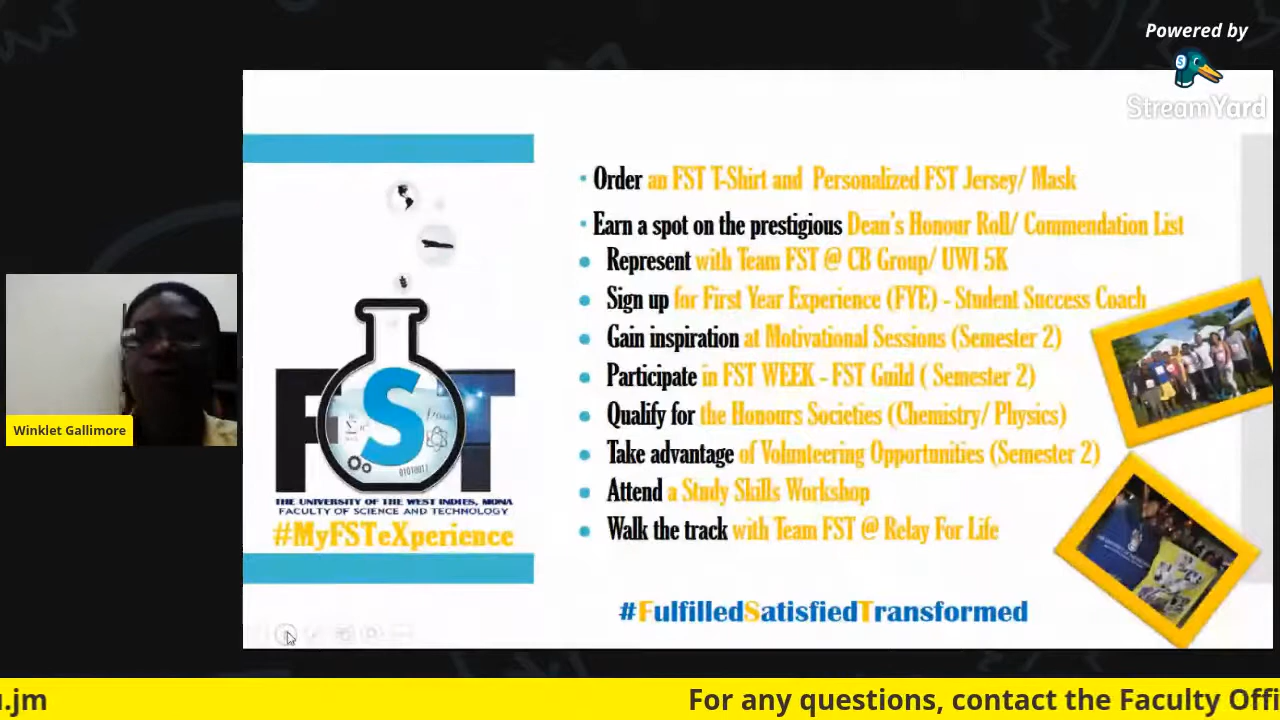 Powered by
StreamYard
• Order an FST T-Shirt and Personalized FST Jersey/ Mask
• Earn a spot on the prestigious Dean's Honour Roll/ Commendation List
• Represent with Team FST @ CB Group/ UWI 5K
• Sign up for First Year Experience (FYE) - Student Success Coach
• Gain inspiration at Motivational Sessions (Semester 2)
• Participate in FST WEEK - FST Guild ( Semester 2)
• Qualify for the Honours Societies (Chemistry/ Physics)
• Take advantage of Volunteering Opportunities (Semester 2)
• Attend a Study Skills Workshop
• Walk the track with Team FST @ Relay For Life
FST
01010011
THE UNIVERSITY OF THE WEST INDIES, MONA
FACULTY OF SCIENCE AND TECHNOLOGY
#MyFSTeXperience
#FulfilledSatisfiedTransformed
Winklet Gallimore
.jm
For any questions, contact the Faculty Offi